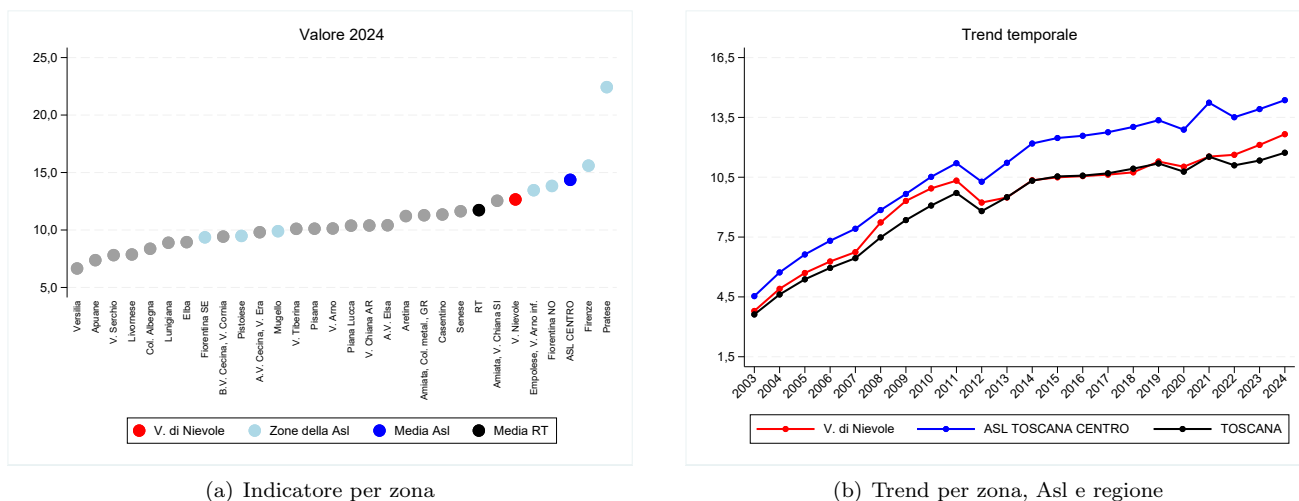 Valore 2024
25,0
20,0
15,0
10,0
5,0
Versilia
Apuane
V. Serchio
Livornese
Col. Albegna
Lunigiana
Elba
Fiorentina SE
B.V. Cecina, V. Cornia
Pistoiese
A.V. Cecina, V. Era
Mugello
V. Tiberina
Pisana
V. Arno
Piana Lucca
V. Chiana AR
A.V. Elsa
Aretina
Amiata, Col. metal., GR
Casentino
Senese
RT
Amiata, V. Chiana SI
V. Nievole
Empolese, V. Arno inf.
Fiorentina NO
ASL CENTRO
Firenze
Pratese
V. di Nievole Zone della Asl Media Asl Media RT
(a) Indicatore per zona
Trend temporale
16,5
13,5
10,5
7,5
4,5
1,5
2003
2004
2005
2006
2007
2008
2009
2010
2011
2012
2013
2014
2015
2016
2017
2018
2019
2020
2021
2022
2023
2024
V. di Nievole ASL TOSCANA CENTRO TOSCANA
(b) Trend per zona, Asl e regione